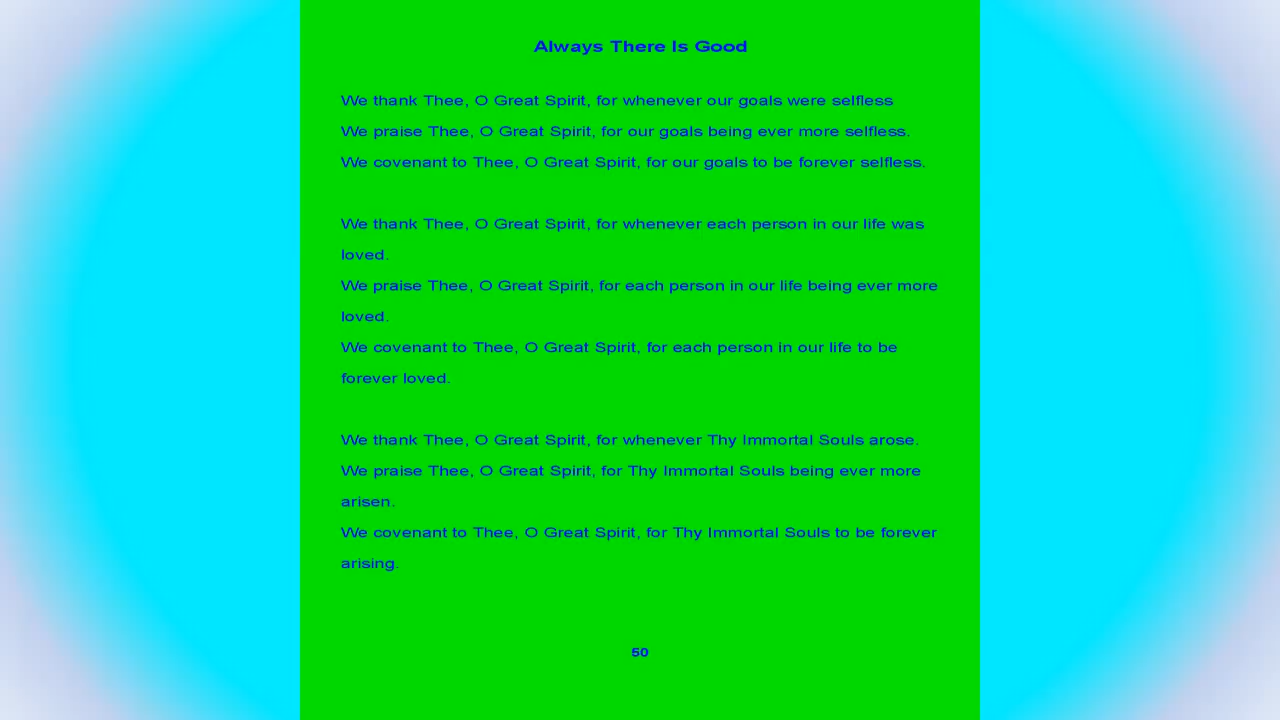 Always There Is Good
We thank Thee, O Great Spirit, for whenever our goals were selfless
We praise Thee, O Great Spirit, for our goals being ever more selfless.
We covenant to Thee, O Great Spirit, for our goals to be forever selfless.
We thank Thee, O Great Spirit, for whenever each person in our life was
loved.
We praise Thee, O Great Spirit, for each person in our life being ever more
loved.
We covenant to Thee, O Great Spirit, for each person in our life to be
forever loved.
We thank Thee, O Great Spirit, for whenever Thy Immortal Souls arose.
We praise Thee, O Great Spirit, for Thy Immortal Souls being ever more
arisen.
We covenant to Thee, O Great Spirit, for Thy Immortal Souls to be forever
arising.
50